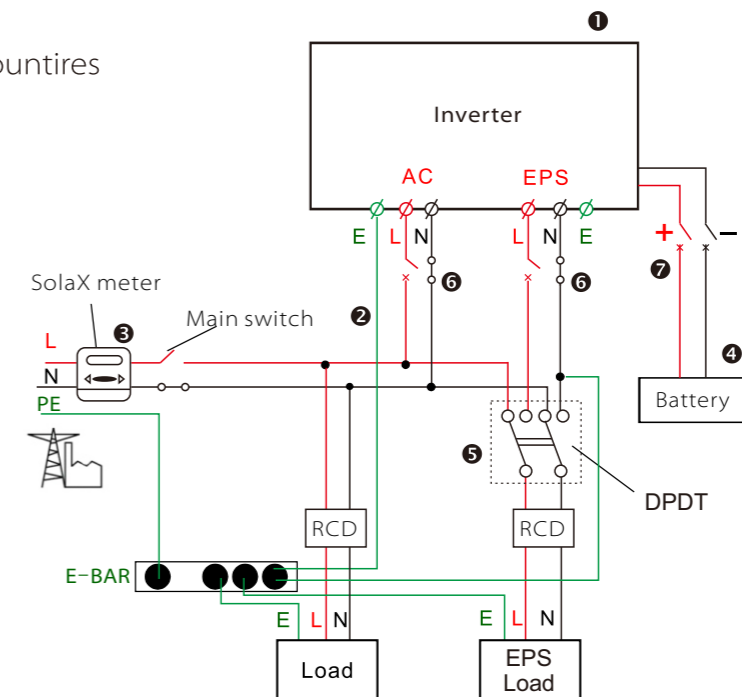 ❶
ountires
Inverter
AC EPS
E L N L N E
+ −
❼
SolaX meter
❻ ❻
❷
❸ Main switch
L
N
PE
❹
Battery
❺
DPDT
RCD RCD
E-BAR
E L N E L N
Load
EPS
Load